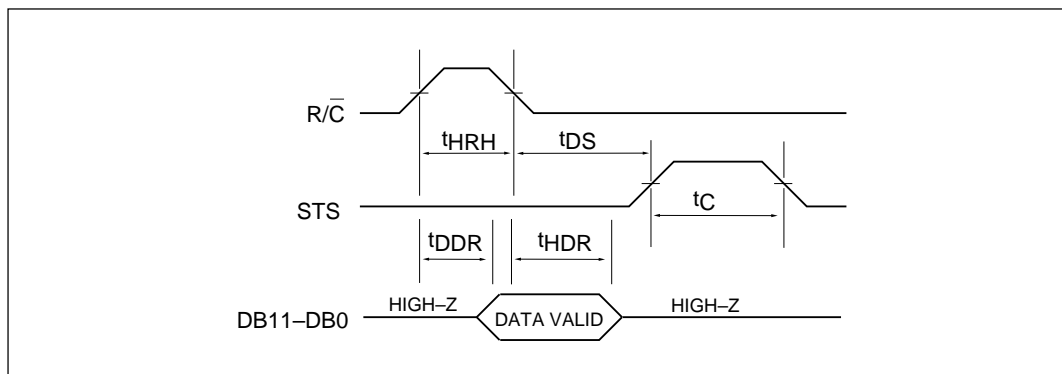 R/C̅
tHRH
tDS
STS
tC
tDDR
tHDR
HIGH–Z
DB11–DB0
DATA VALID
HIGH–Z